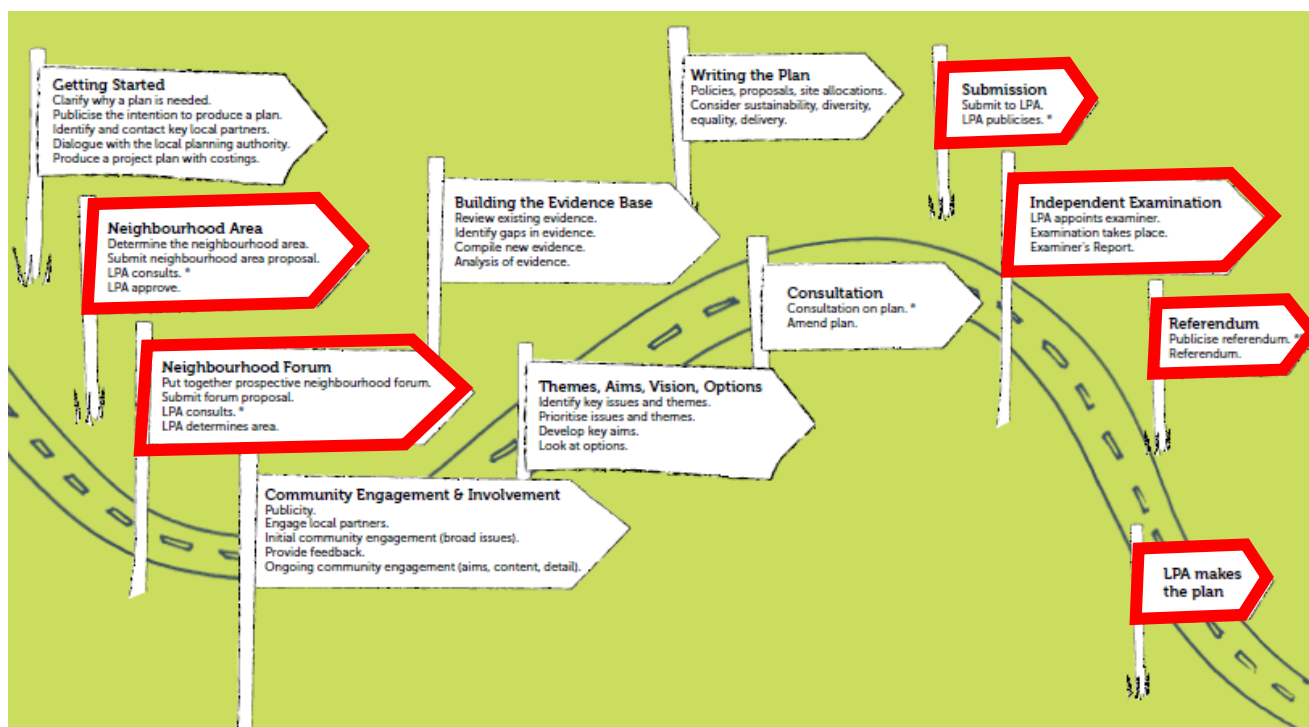 Getting Started
Clarify why a plan is needed.
Publicise the intention to produce a plan.
Identify and contact key local partners.
Dialogue with the local planning authority.
Produce a project plan with costings.
Neighbourhood Area
Determine the neighbourhood area.
Submit neighbourhood area proposal.
LPA consults. *
LPA approve.
Neighbourhood Forum
Put together prospective neighbourhood forum.
Submit forum proposal.
LPA consults. *
LPA determines area.
Community Engagement & Involvement
Publicity.
Engage local partners.
Initial community engagement (broad issues).
Provide feedback.
Ongoing community engagement (aims, content, detail).
Building the Evidence Base
Review existing evidence.
Identify gaps in evidence.
Compile new evidence.
Analysis of evidence.
Themes, Aims, Vision, Options
Identify key issues and themes.
Prioritise issues and themes.
Develop key aims.
Look at options.
Writing the Plan
Policies, proposals, site allocations.
Consider sustainability, diversity,
equality, delivery.
Consultation
Consultation on plan. *
Amend plan.
Submission
Submit to LPA.
LPA publicises. *
Independent Examination
LPA appoints examiner.
Examination takes place.
Examiner's Report.
Referendum
Publicise referendum. *
Referendum.
LPA makes
the plan